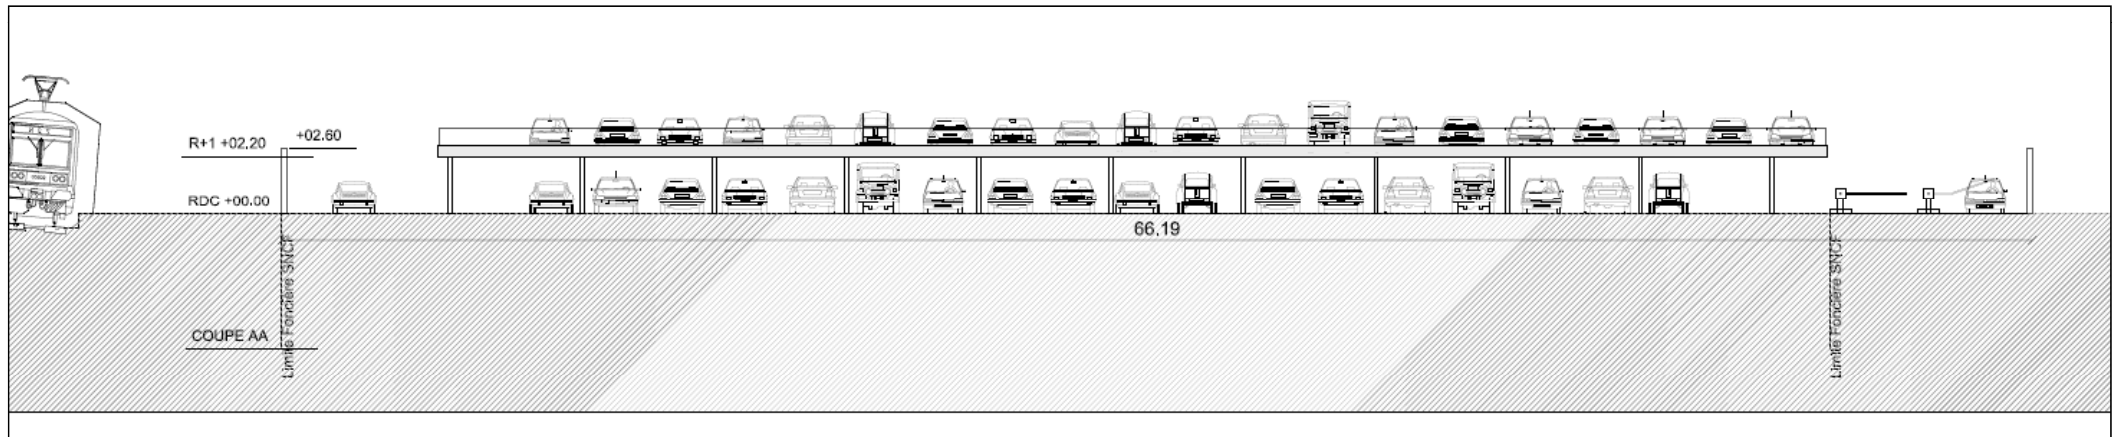 R+1 +02,20
+02.60
RDC +00.00
66,19
Limite Foncière SNCF
Limite Foncière SNCF
COUPE AA